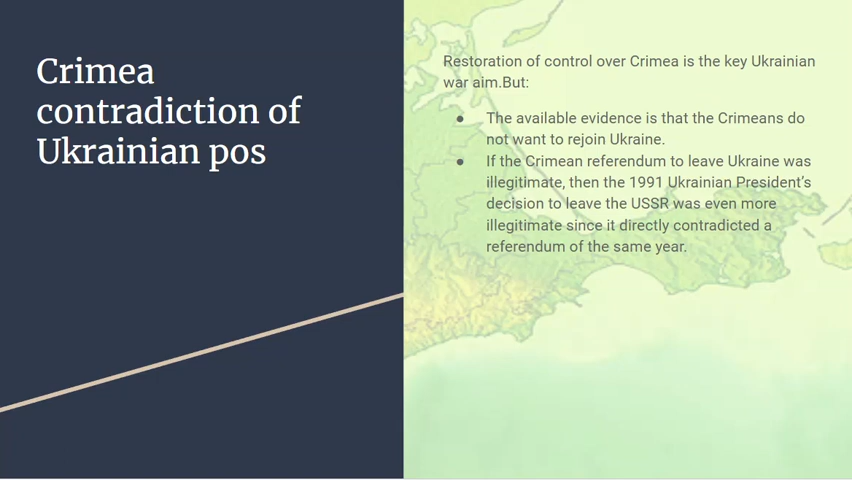 Crimea
contradiction of
Ukrainian pos
Restoration of control over Crimea is the key Ukrainian
war aim.But:
● The available evidence is that the Crimeans do
not want to rejoin Ukraine.
● If the Crimean referendum to leave Ukraine was
illegitimate, then the 1991 Ukrainian President’s
decision to leave the USSR was even more
illegitimate since it directly contradicted a
referendum of the same year.